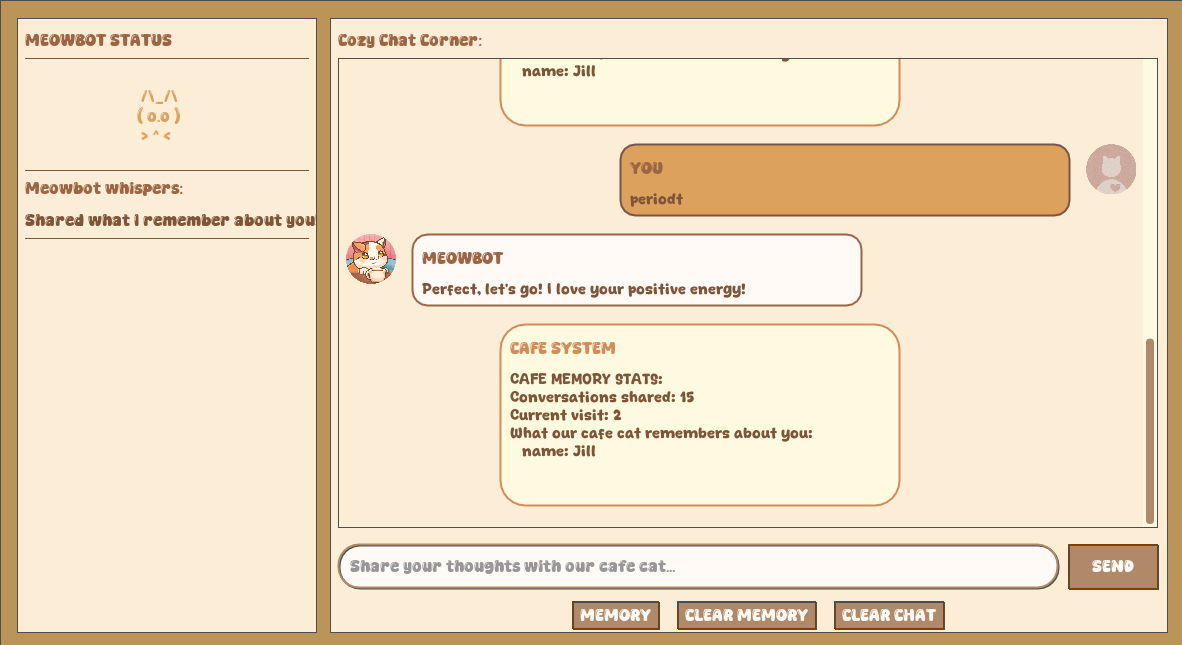 MEOWBOT STATUS
/\_/\
( o.o )
> ^ <
Meowbot whispers:
Shared what I remember about you
Cozy Chat Corner:
name: Jill
YOU
periodt
MEOWBOT
Perfect, let's go! I love your positive energy!
CAFE SYSTEM
CAFE MEMORY STATS:
Conversations shared: 15
Current visit: 2
What our cafe cat remembers about you:
name: Jill
Share your thoughts with our cafe cat...
SEND
MEMORY
CLEAR MEMORY
CLEAR CHAT